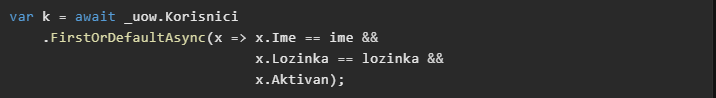 var k = await _uow.Korisnici
.FirstOrDefaultAsync(x => x.Ime == ime &&
x.Lozinka == lozinka &&
x.Aktivan);